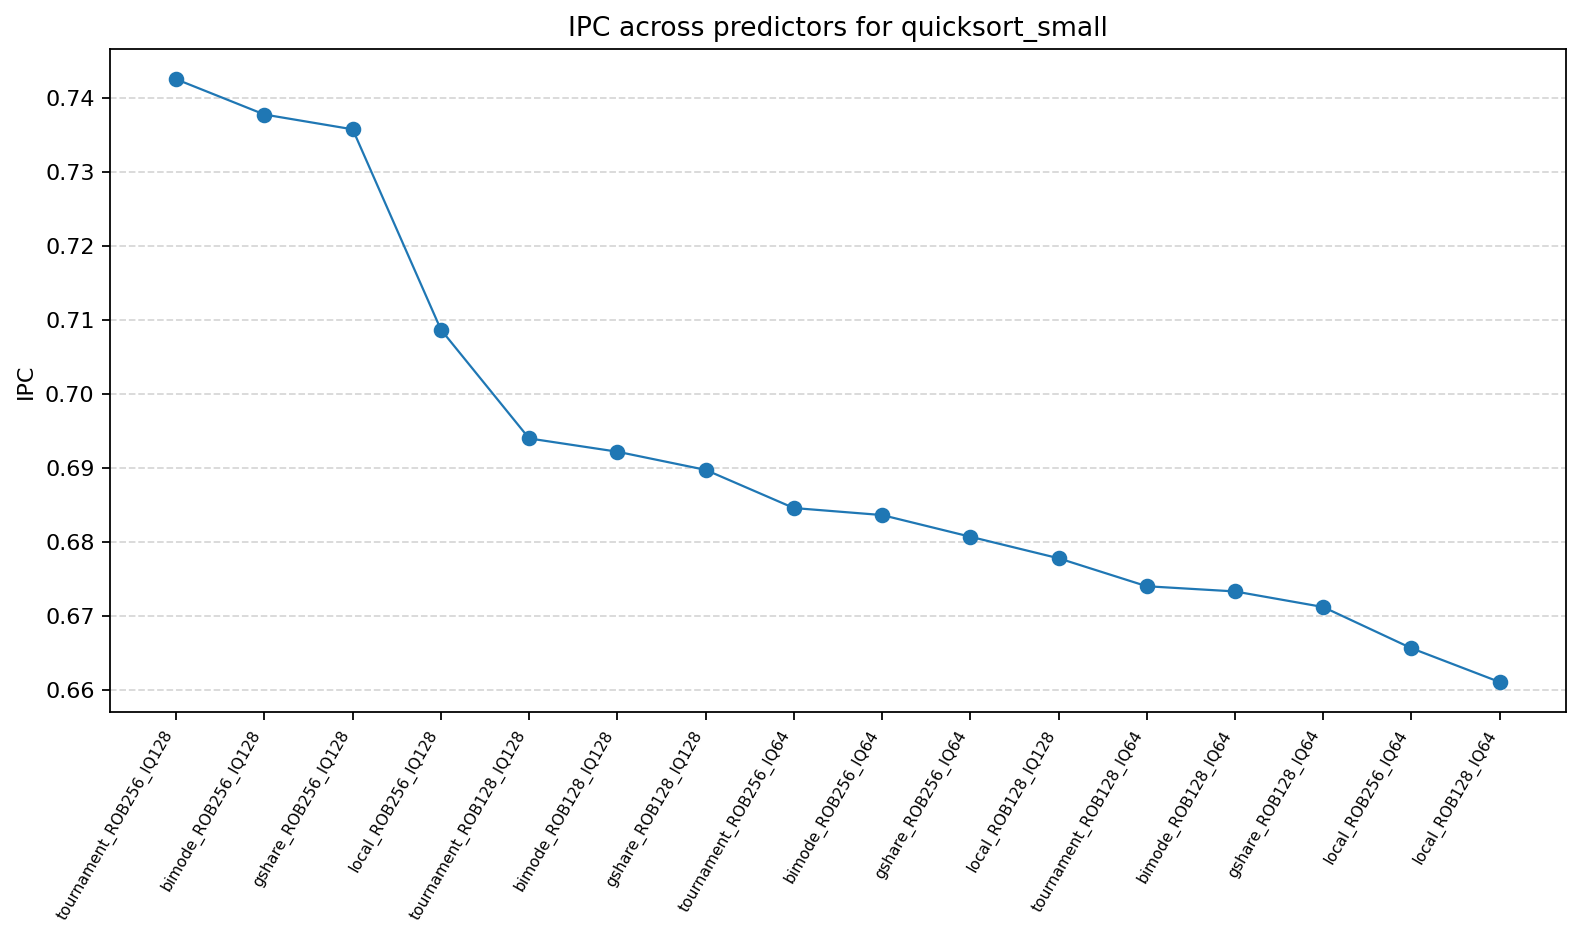 IPC across predictors for quicksort_small
IPC
0.74
0.73
0.72
0.71
0.70
0.69
0.68
0.67
0.66
tournament_ROB256_IQ128
bimode_ROB256_IQ128
gshare_ROB256_IQ128
local_ROB256_IQ128
tournament_ROB128_IQ128
bimode_ROB128_IQ128
gshare_ROB128_IQ128
tournament_ROB256_IQ64
bimode_ROB256_IQ64
gshare_ROB256_IQ64
local_ROB128_IQ128
tournament_ROB128_IQ64
bimode_ROB128_IQ64
gshare_ROB128_IQ64
local_ROB256_IQ64
local_ROB128_IQ64